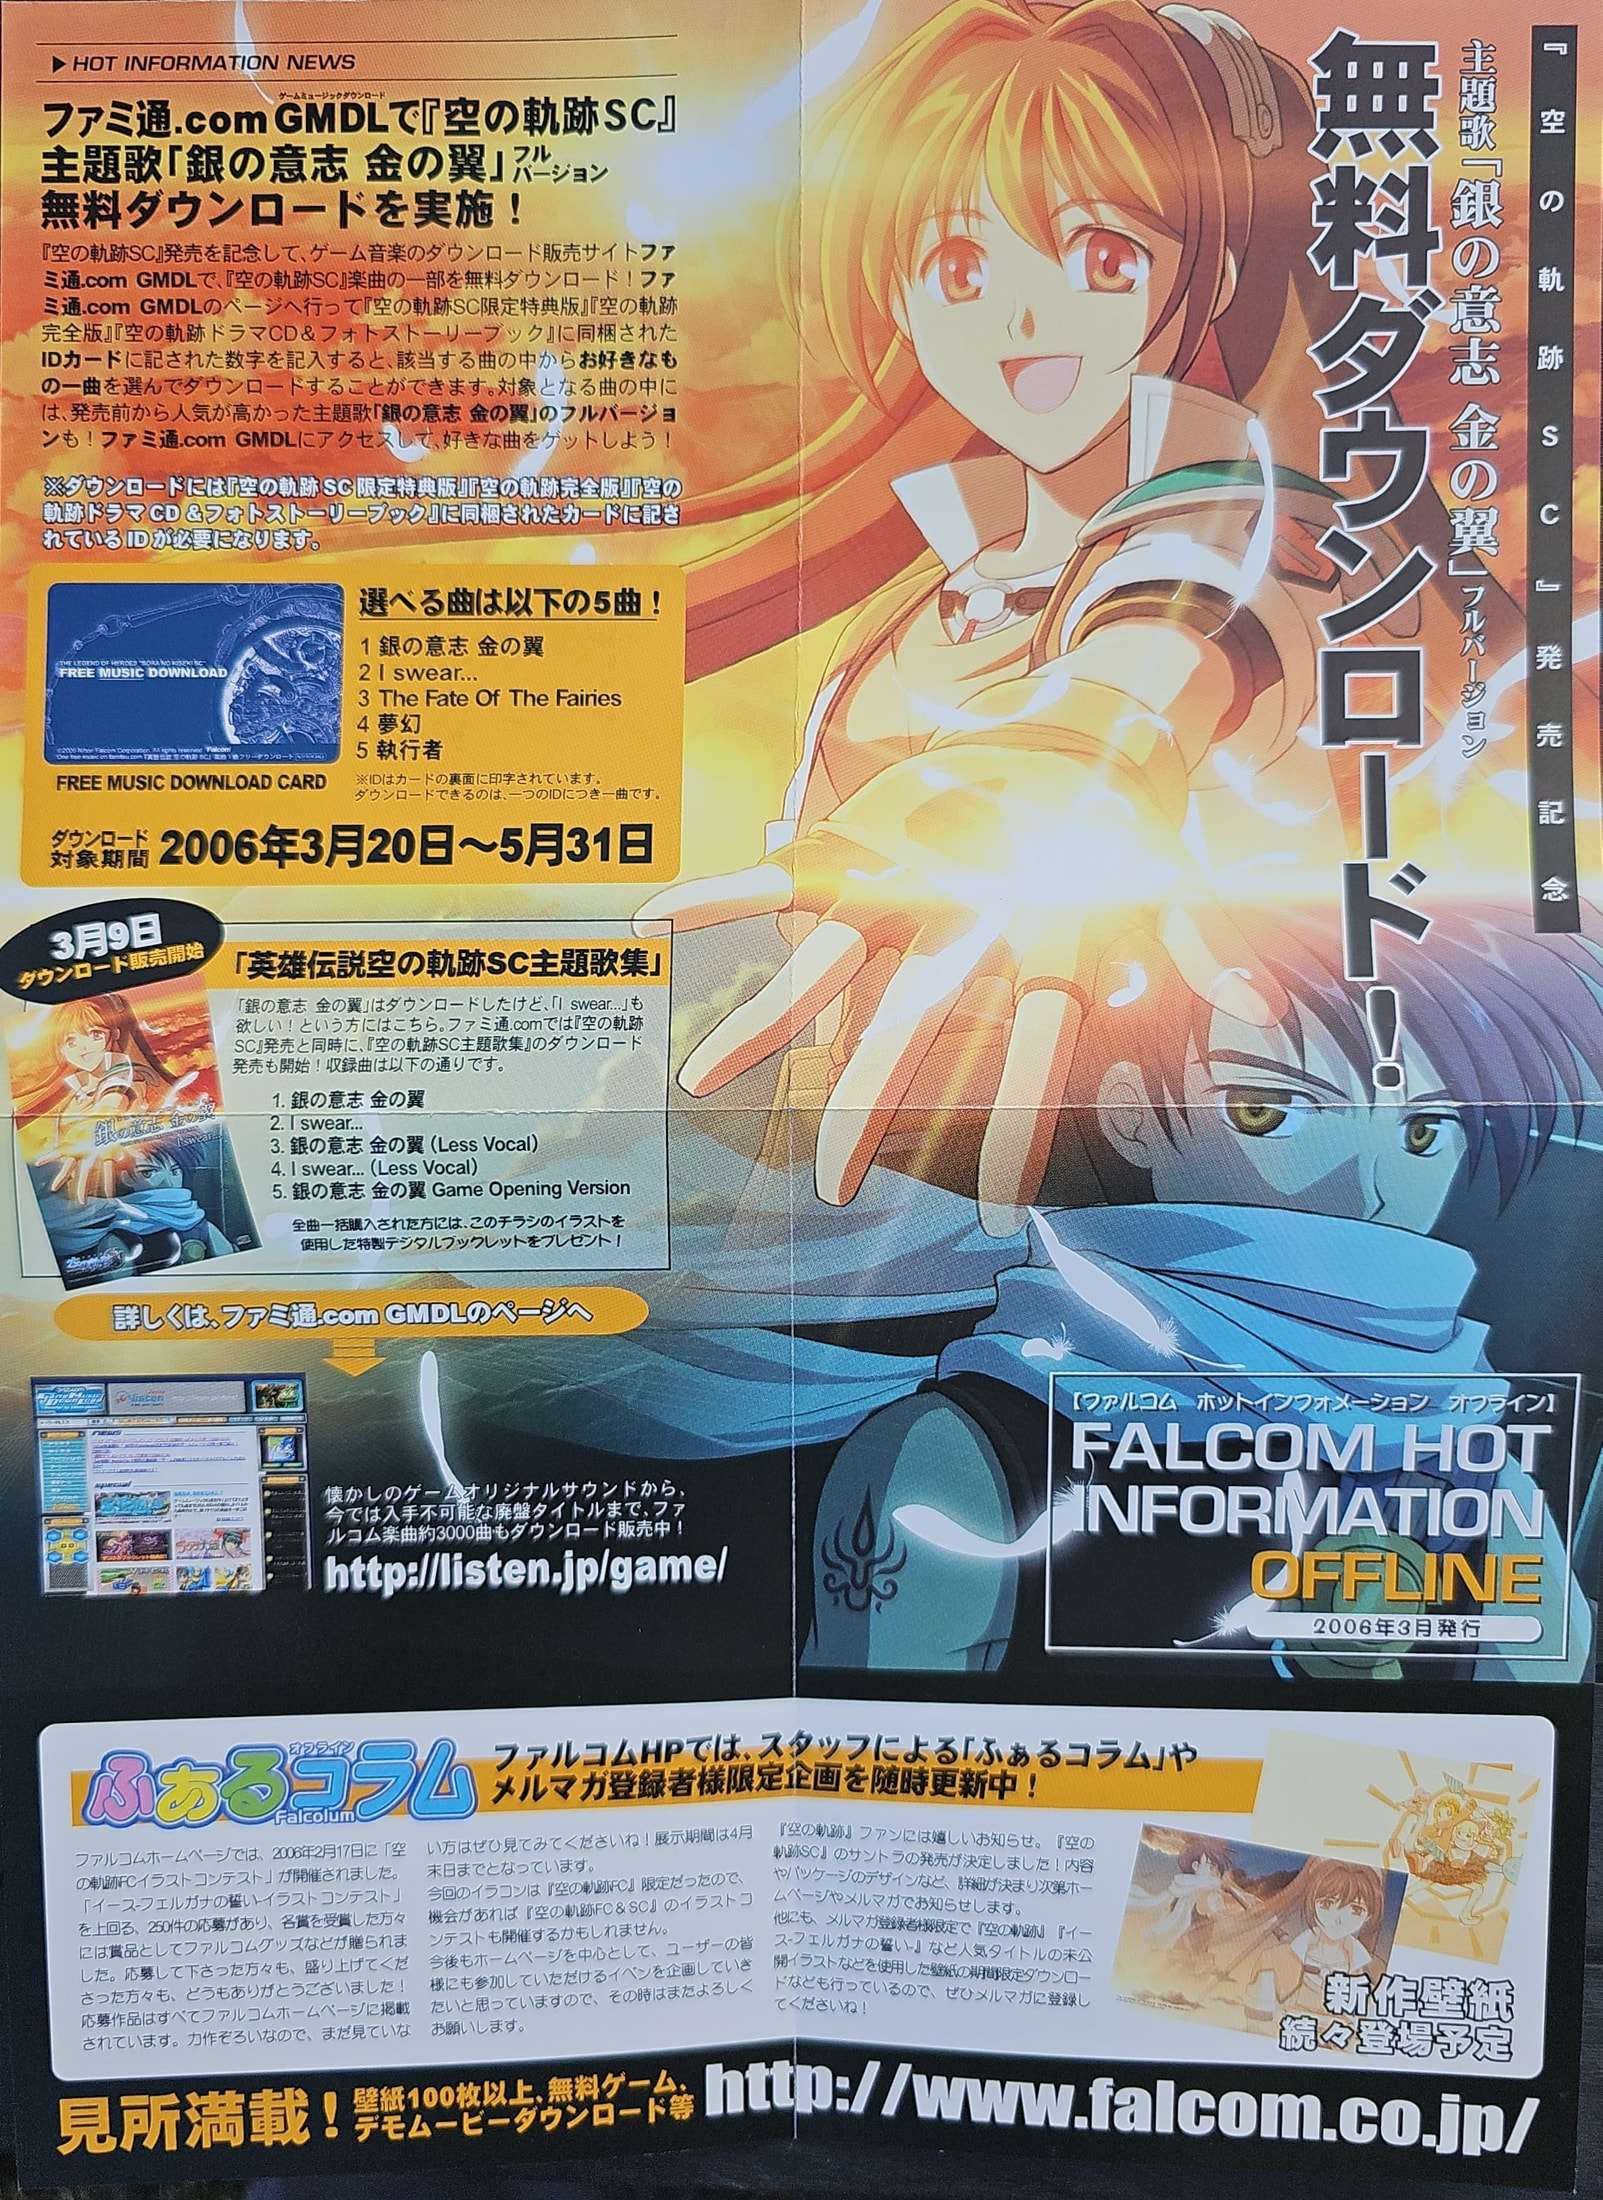 ▶HOT INFORMATION NEWS
ゲームミュージックダウンロード
ファミ通.com GMDLで『空の軌跡SC』
主題歌「銀の意志 金の翼」フルバージョン
無料ダウンロードを実施！
『空の軌跡SC』発売を記念して、ゲーム音楽のダウンロード販売サイトファ
ミ通.com GMDLで、『空の軌跡SC』楽曲の一部を無料ダウンロード！ファ
ミ通.com GMDLのページへ行って『空の軌跡SC限定特典版』『空の軌跡
完全版』『空の軌跡ドラマCD＆フォトストーリーブック』に同梱された
IDカードに記された数字を記入すると、該当する曲の中からお好きなも
の一曲を選んでダウンロードすることができます。対象となる曲の中に
は、発売前から人気が高かった主題歌「銀の意志 金の翼」のフルバージョ
ンも！ファミ通.com GMDLにアクセスして、好きな曲をゲットしよう！
※ダウンロードには『空の軌跡SC限定特典版』『空の軌跡完全版』『空の
軌跡ドラマCD＆フォトストーリーブック』に同梱されたカードに記さ
れているIDが必要になります。
THE LEGEND OF HEROES "SORA NO KISEKI SC"
FREE MUSIC DOWNLOAD
FREE MUSIC DOWNLOAD CARD
選べる曲は以下の5曲！
1 銀の意志 金の翼
2 I swear...
3 The Fate Of The Fairies
4 夢幻
5 執行者
※IDはカードの裏面に印字されています。
ダウンロードできるのは、一つのIDにつき一曲です。
ダウンロード対象期間 2006年3月20日～5月31日
3月9日
ダウンロード販売開始
「英雄伝説空の軌跡SC主題歌集」
「銀の意志 金の翼」はダウンロードしたけど、「I swear...」も
欲しい！という方にはこちら。ファミ通.comでは『空の軌跡
SC』発売と同時に、『空の軌跡SC主題歌集』のダウンロード
発売も開始！収録曲は以下の通りです。
1. 銀の意志 金の翼
2. I swear...
3. 銀の意志 金の翼（Less Vocal）
4. I swear...（Less Vocal）
5. 銀の意志 金の翼 Game Opening Version
全曲一括購入された方には、このチラシのイラストを
使用した特製デジタルブックレットをプレゼント！
銀の意志 金の翼
I swear...
詳しくは、ファミ通.com GMDLのページへ
懐かしのゲームオリジナルサウンドから、
今では入手不可能な廃盤タイトルまで、ファ
ルコム楽曲約3000曲もダウンロード販売中！
http://listen.jp/game/
『空の軌跡SC』発売記念
主題歌「銀の意志 金の翼」フルバージョン
無料ダウンロード！
【ファルコム ホットインフォメーション オフライン】
FALCOM HOT
INFORMATION
OFFLINE
2006年3月発行
オフライン
ふぁるコラム
Falcolum
ファルコムHPでは、スタッフによる「ふぁるコラム」や
メルマガ登録者様限定企画を随時更新中！
ファルコムホームページでは、2006年2月17日に「空
の軌跡FCイラストコンテスト」が開催されました。
「イース-フェルガナの誓い-イラストコンテスト」
を上回る、250件の応募があり、各賞を受賞した方々
には賞品としてファルコムグッズなどが贈られま
した。応募して下さった方々も、盛り上げてくだ
さった方々も、どうもありがとうございました！
応募作品はすべてファルコムホームページに掲載
されています。力作ぞろいなので、まだ見ていな
い方はぜひ見てみてくださいね！展示期間は4月
末日までとなっています。
今回のイラコンは『空の軌跡FC』限定だったので、
機会があれば『空の軌跡FC＆SC』のイラストコ
ンテストも開催するかもしれません。
今後もホームページを中心として、ユーザーの皆
様にも参加していただけるイベンを企画していき
たいと思っていますので、その時はまたよろしく
お願いします。
『空の軌跡』ファンには嬉しいお知らせ。『空の
軌跡SC』のサントラの発売が決定しました！内容
やパッケージのデザインなど、詳細が決まり次第ホー
ムページやメルマガでお知らせします。
他にも、メルマガ登録者様限定で『空の軌跡』『イー
ス-フェルガナの誓い-』など人気タイトルの未公
開イラストなどを使用した壁紙の期間限定ダウンロー
ドなども行っているので、ぜひメルマガに登録し
てくださいね！
新作壁紙
続々登場予定
見所満載！
壁紙100枚以上、無料ゲーム、
デモムービーダウンロード等
http://www.falcom.co.jp/